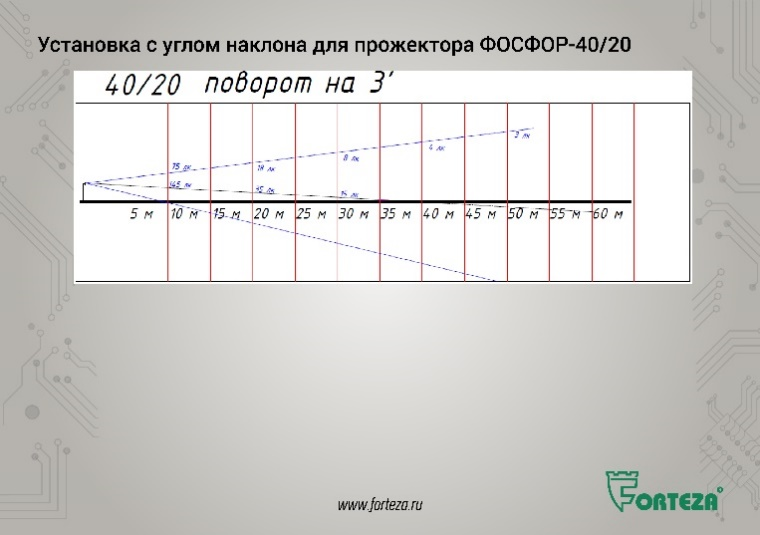 Установка с углом наклона для прожектора ФОСФОР-40/20
40/20 поворот на 3'
2 лк
4 лк
8 лк
75 лк
18 лк
145 лк
45 лк
14 лк
5 м 10 м 15 м 20 м 25 м 30 м 35 м 40 м 45 м 50 м 55 м 60 м
FORTEZA
www.forteza.ru